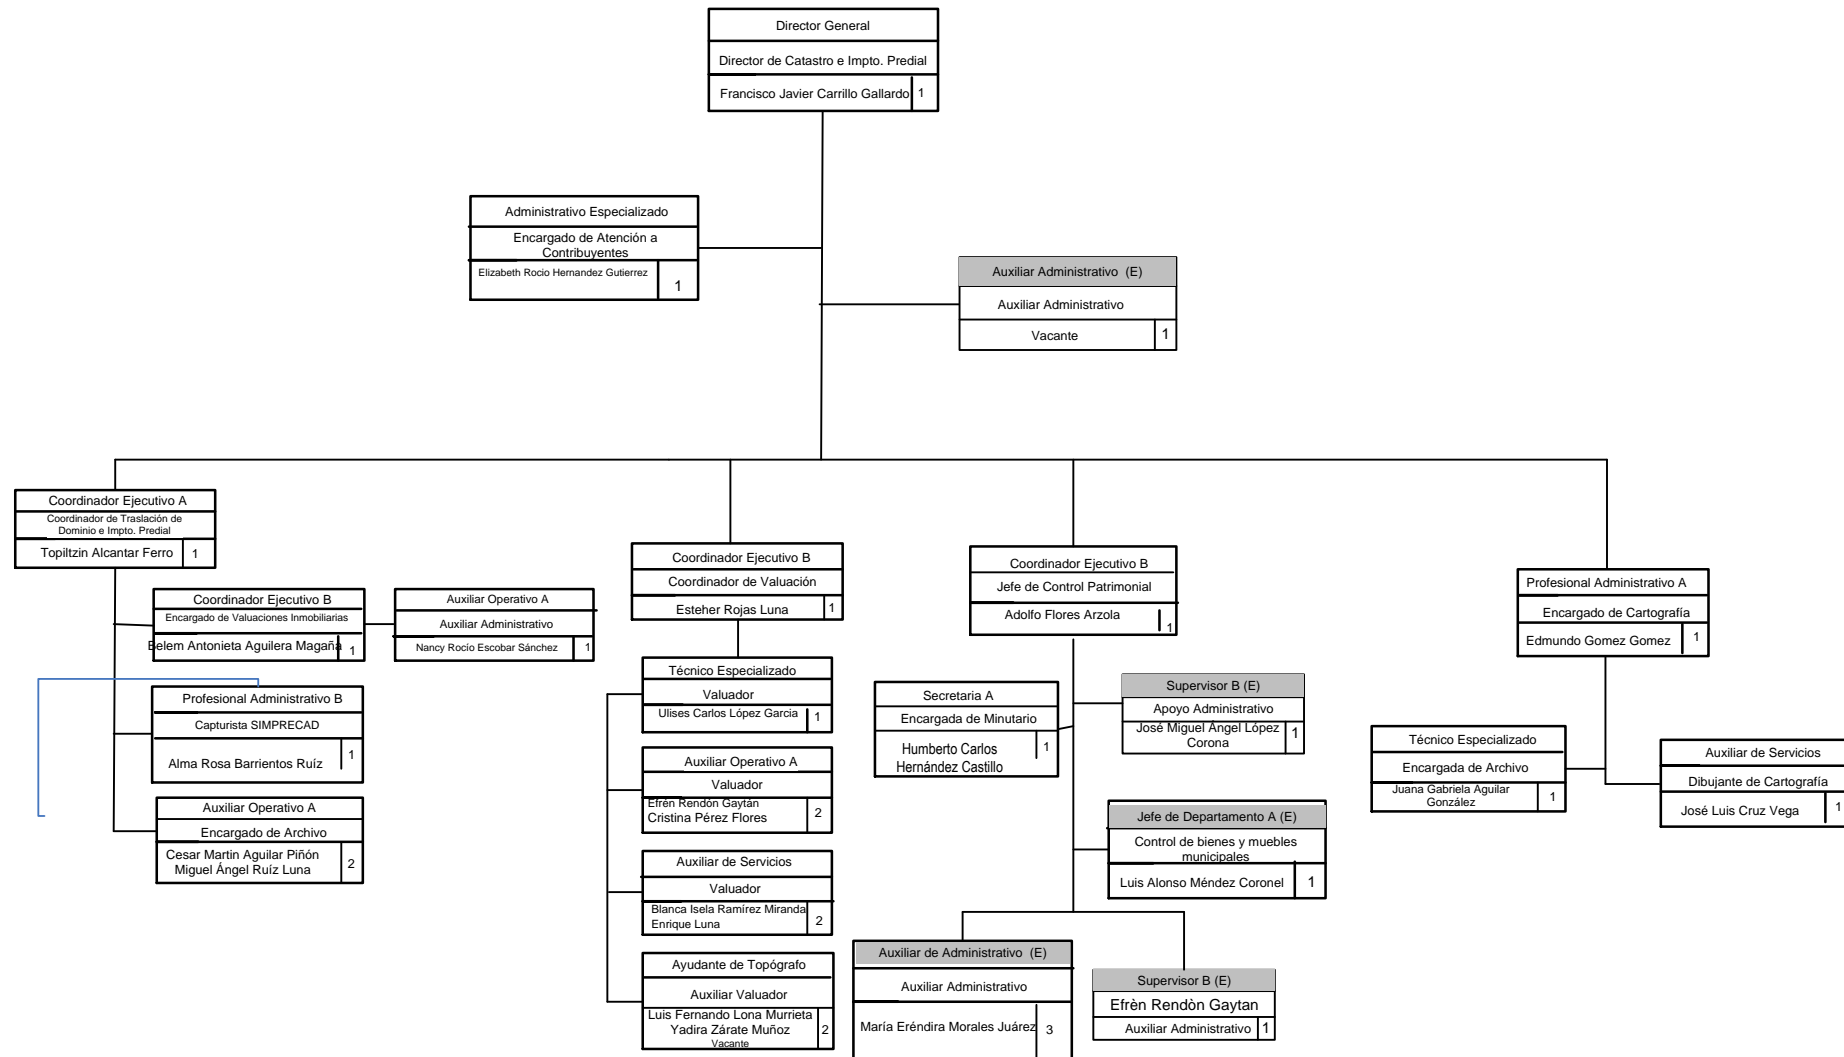 Director General
Director de Catastro e Impto. Predial
Francisco Javier Carrillo Gallardo
1
Administrativo Especializado
Encargado de Atención a
Contribuyentes
Elizabeth Rocio Hernandez Gutierrez
1
Auxiliar Administrativo (E)
Auxiliar Administrativo
Vacante
1
Coordinador Ejecutivo A
Coordinador de Traslación de
Dominio e Impto. Predial
Topiltzin Alcantar Ferro
1
Coordinador Ejecutivo B
Encargado de Valuaciones Inmobiliarias
Belem Antonieta Aguilera Magaña
1
Auxiliar Operativo A
Auxiliar Administrativo
Nancy Rocío Escobar Sánchez
1
Profesional Administrativo B
Capturista SIMPRECAD
Alma Rosa Barrientos Ruíz
1
Auxiliar Operativo A
Encargado de Archivo
Cesar Martin Aguilar Piñón
Miguel Ángel Ruíz Luna
2
Coordinador Ejecutivo B
Coordinador de Valuación
Esteher Rojas Luna
1
Técnico Especializado
Valuador
Ulises Carlos López Garcia
1
Auxiliar Operativo A
Valuador
Efrén Rendón Gaytán
Cristina Pérez Flores
2
Auxiliar de Servicios
Valuador
Blanca Isela Ramírez Miranda
Enrique Luna
2
Ayudante de Topógrafo
Auxiliar Valuador
Luis Fernando Lona Murrieta
Yadira Zárate Muñoz
Vacante
2
Coordinador Ejecutivo B
Jefe de Control Patrimonial
Adolfo Flores Arzola
1
Secretaria A
Encargada de Minutario
Humberto Carlos
Hernández Castillo
1
Supervisor B (E)
Apoyo Administrativo
José Miguel Ángel López
Corona
1
Jefe de Departamento A (E)
Control de bienes y muebles
municipales
Luis Alonso Méndez Coronel
1
Auxiliar de Administrativo (E)
Auxiliar Administrativo
María Eréndira Morales Juárez
3
Supervisor B (E)
Efrèn Rendòn Gaytan
Auxiliar Administrativo
1
Profesional Administrativo A
Encargado de Cartografía
Edmundo Gomez Gomez
1
Técnico Especializado
Encargada de Archivo
Juana Gabriela Aguilar
González
1
Auxiliar de Servicios
Dibujante de Cartografía
José Luis Cruz Vega
1